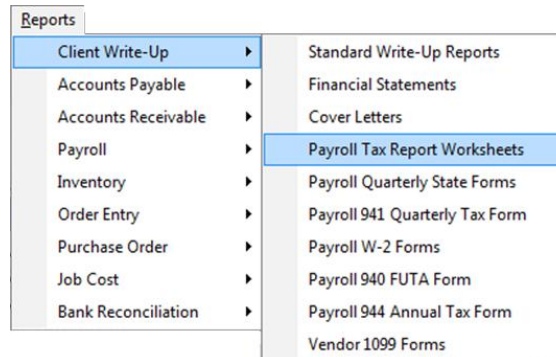 Reports
Client Write-Up
Accounts Payable
Accounts Receivable
Payroll
Inventory
Order Entry
Purchase Order
Job Cost
Bank Reconciliation
Standard Write-Up Reports
Financial Statements
Cover Letters
Payroll Tax Report Worksheets
Payroll Quarterly State Forms
Payroll 941 Quarterly Tax Form
Payroll W-2 Forms
Payroll 940 FUTA Form
Payroll 944 Annual Tax Form
Vendor 1099 Forms